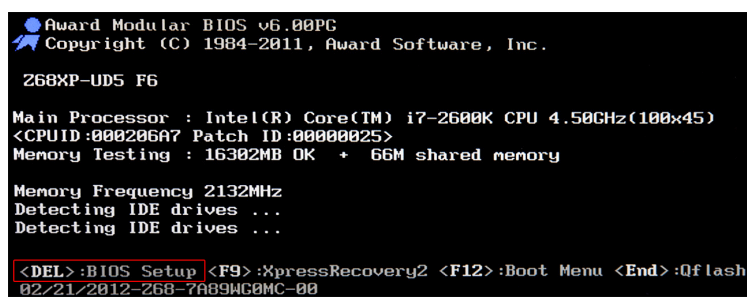 Award Modular BIOS v6.00PG
Copyright (C) 1984-2011, Award Software, Inc.
Z68XP-UD5 F6
Main Processor : Intel(R) Core(TM) i7-2600K CPU 4.50GHz(100x45)
<CPUID:000206A7 Patch ID:00000025>
Memory Testing : 16302MB OK + 66M shared memory
Memory Frequency 2132MHz
Detecting IDE drives ...
Detecting IDE drives ...
<DEL>:BIOS Setup <F9>:XpressRecovery2 <F12>:Boot Menu <End>:Qflash
02/21/2012-Z68-7A89WG0MC-00